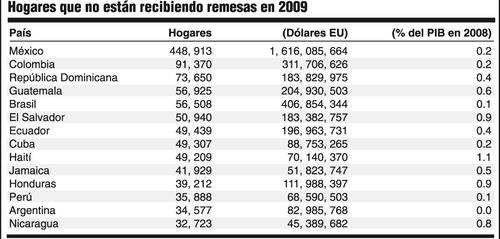 Hogares que no están recibiendo remesas en 2009
País Hogares (Dólares EU) (% del PIB en 2008)
México 448, 913 1, 616, 085, 664 0.2
Colombia 91, 370 311, 706, 626 0.2
República Dominicana 73, 650 183, 829, 975 0.4
Guatemala 56, 925 204, 930, 503 0.6
Brasil 56, 508 406, 854, 344 0.1
El Salvador 50, 940 183, 382, 757 0.9
Ecuador 49, 439 196, 963, 731 0.4
Cuba 49, 307 88, 753, 265 0.2
Haití 49, 209 70, 140, 370 1.1
Jamaica 41, 929 51, 823, 747 0.5
Honduras 39, 212 111, 988, 397 0.9
Perú 35, 888 68, 590, 503 0.1
Argentina 34, 577 82, 985, 768 0.0
Nicaragua 32, 723 45, 389, 682 0.8